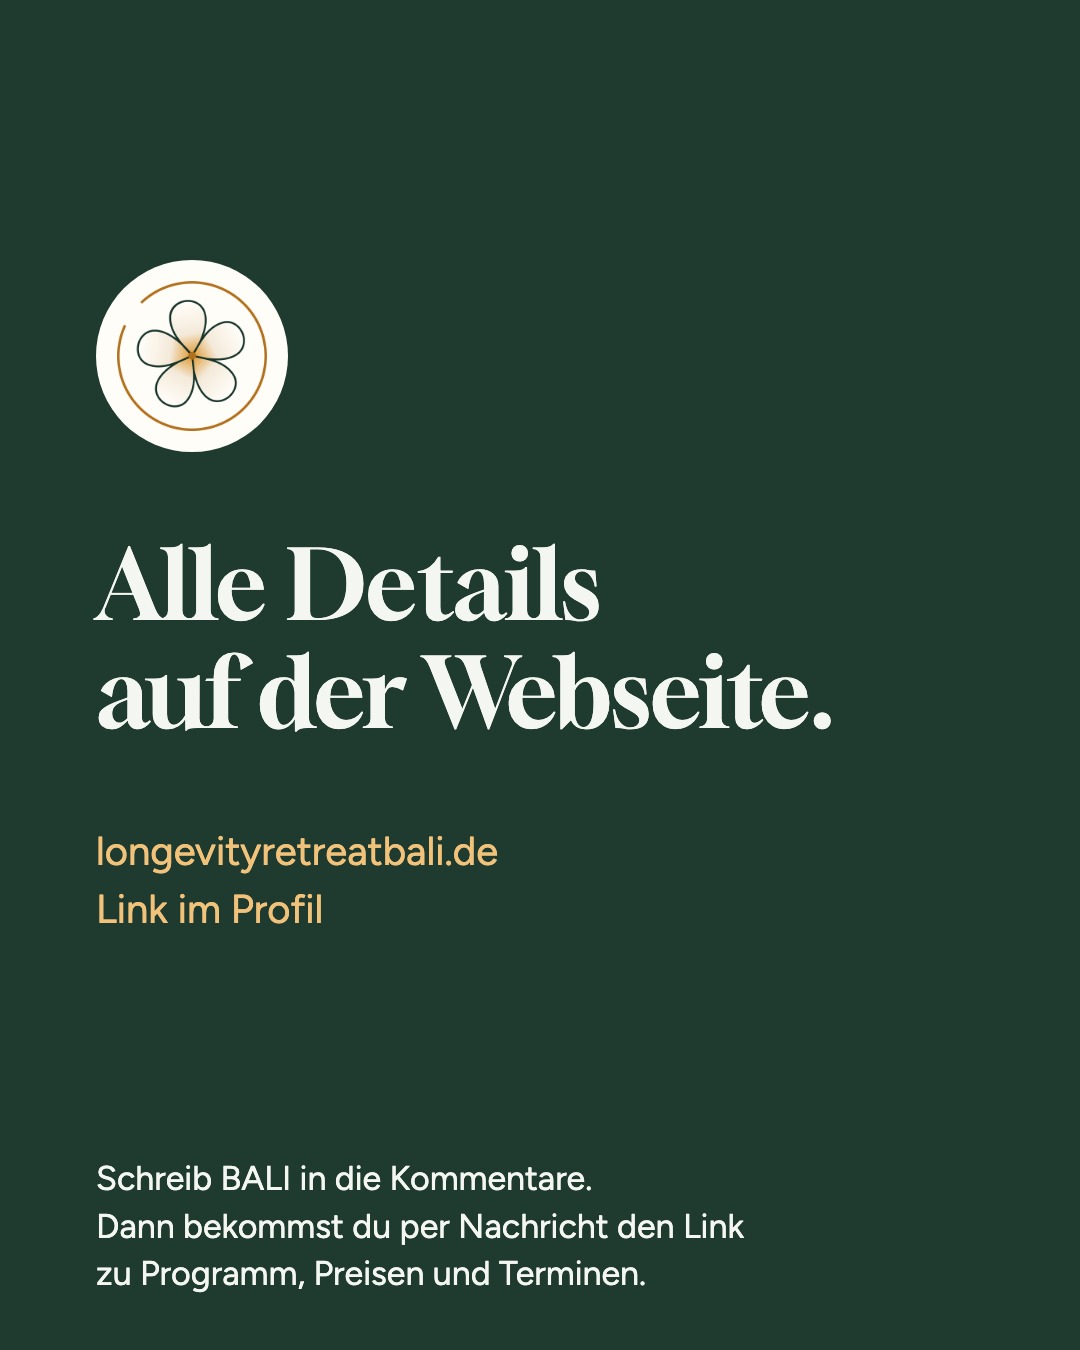 Alle Details
auf der Webseite.
longevityretreatbali.de
Link im Profil
Schreib BALI in die Kommentare.
Dann bekommst du per Nachricht den Link
zu Programm, Preisen und Terminen.